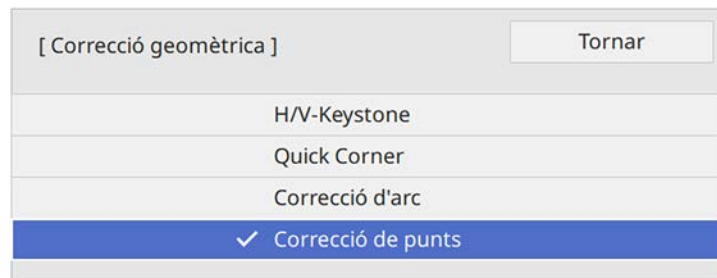 [ Correcció geomètrica ]
Tornar
H/V-Keystone
Quick Corner
Correcció d'arc
Correcció de punts